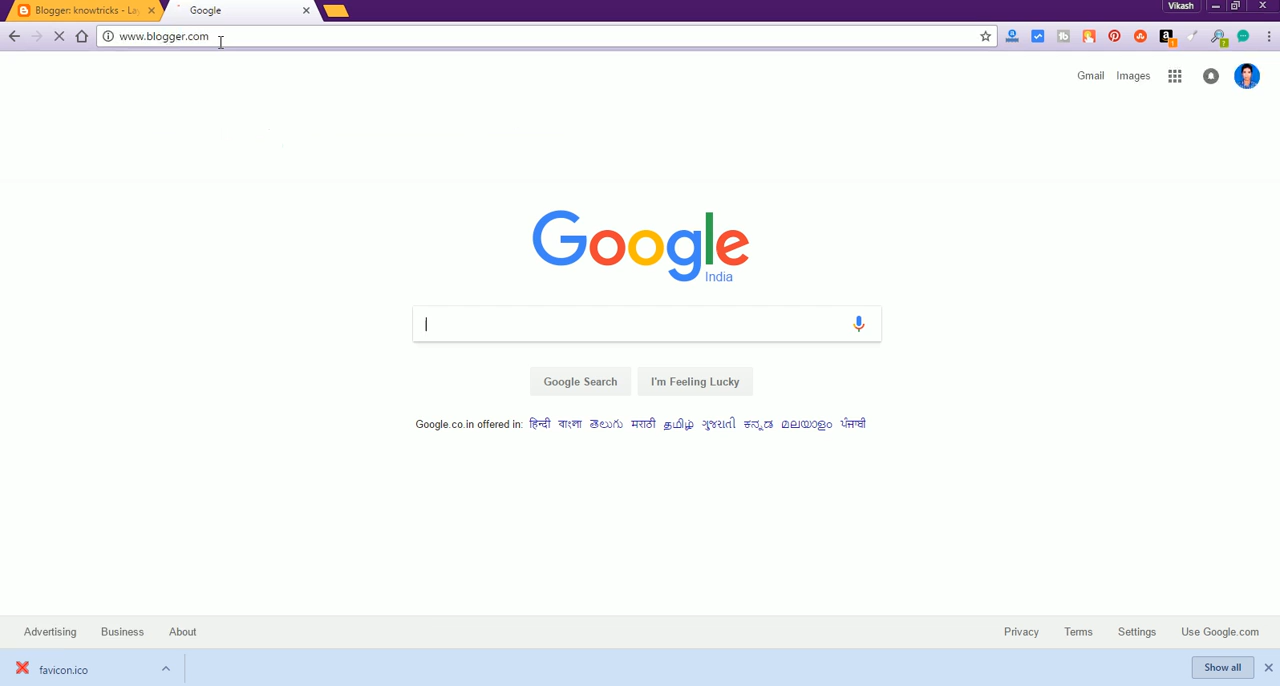 Blogger: knowtricks - La
Google
Vikash
www.blogger.com
Gmail Images
Google
India
Google Search
I'm Feeling Lucky
Google.co.in offered in: हिन्दी বাংলা తెలుగు मराठी தமிழ் ગુજરાતી ಕನ್ನಡ മലയാളം ਪੰਜਾਬੀ
Advertising Business About
Privacy Terms Settings Use Google.com
favicon.ico
Show all